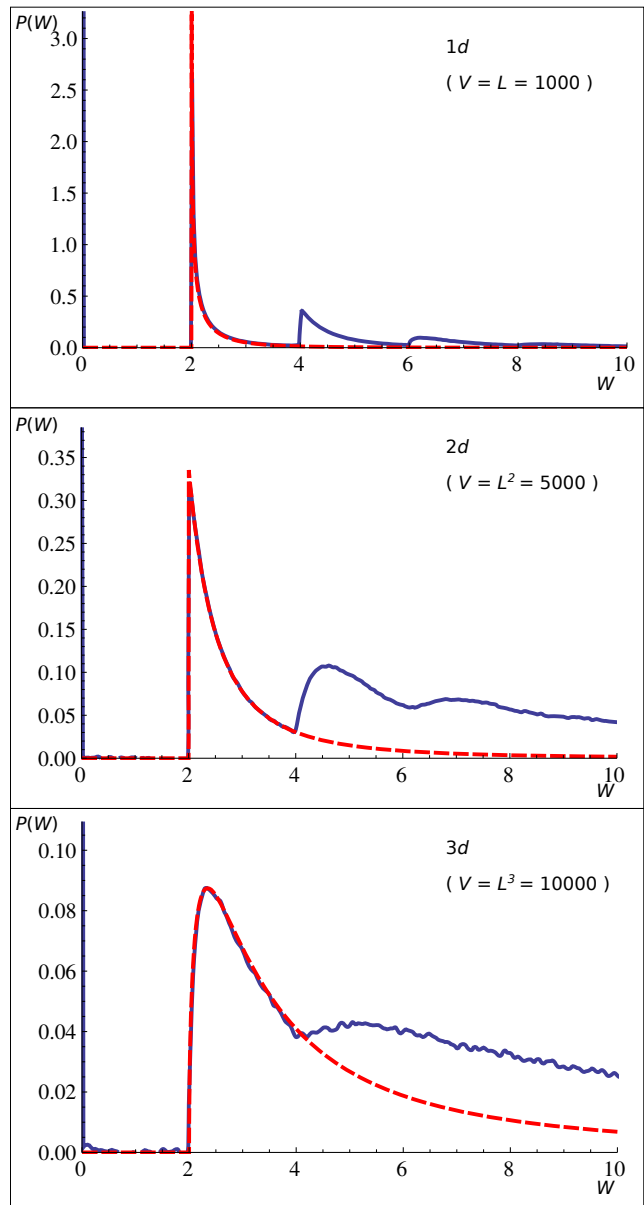 P(W)
1d
( V = L = 1000 )
3.0
2.5
2.0
1.5
1.0
0.5
0.0
0 2 4 6 8 10
W
P(W)
2d
( V = L² = 5000 )
0.35
0.30
0.25
0.20
0.15
0.10
0.05
0.00
0 2 4 6 8 10
W
P(W)
3d
( V = L³ = 10000 )
0.10
0.08
0.06
0.04
0.02
0.00
0 2 4 6 8 10
W